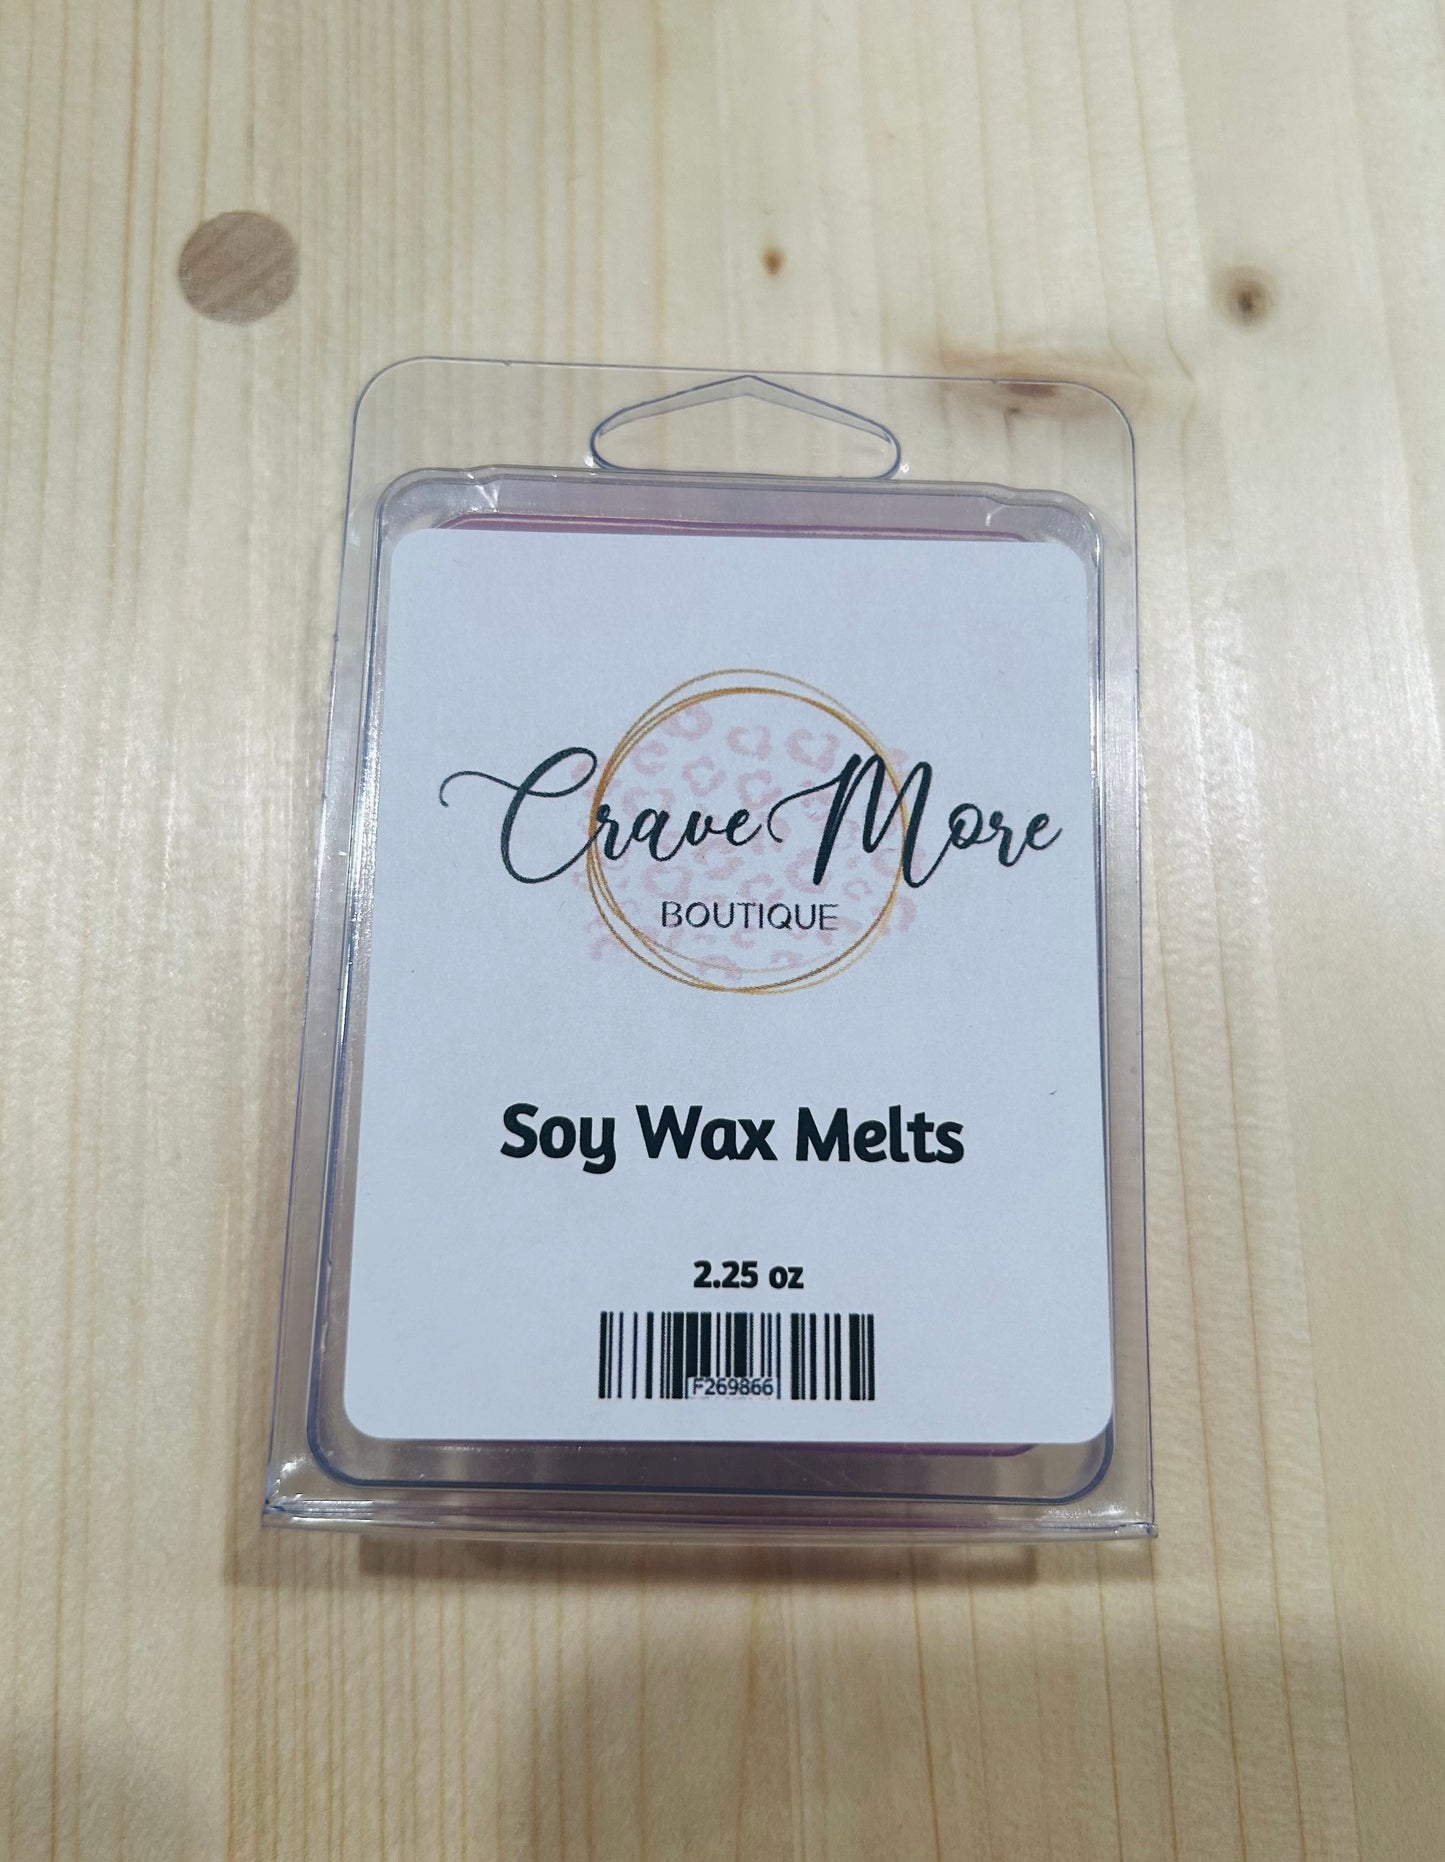 Crave More
BOUTIQUE
Soy Wax Melts
2.25 oz
F269866